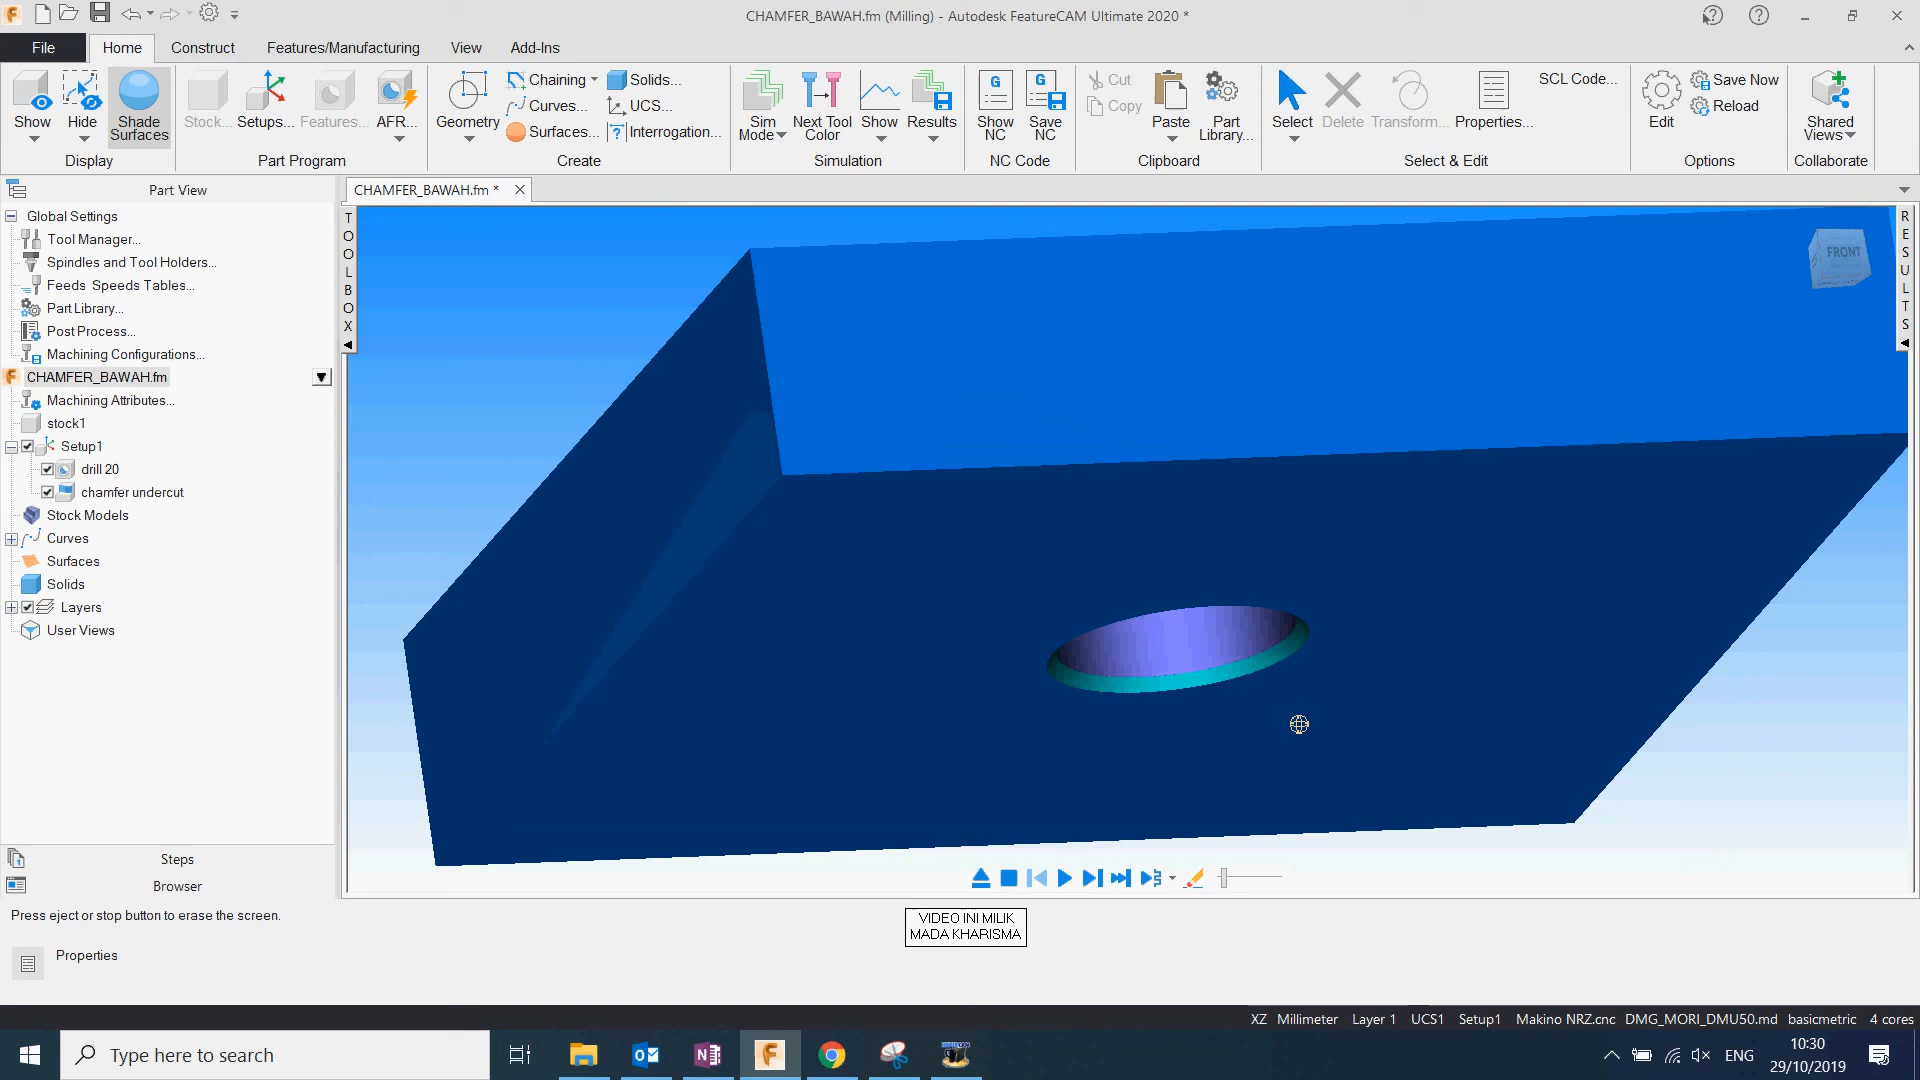 CHAMFER_BAWAH.fm (Milling) - Autodesk FeatureCAM Ultimate 2020 *
File Home Construct Features/Manufacturing View Add-Ins
Show Hide Shade Surfaces
Display
Stock... Setups... Features... AFR...
Part Program
Geometry Chaining Solids...
Curves... UCS...
Surfaces... Interrogation...
Create
Sim Mode Next Tool Color Show Results
Simulation
Show NC Save NC
NC Code
Cut
Copy
Paste Part Library...
Clipboard
Select Delete Transform... Properties... SCL Code...
Select & Edit
Edit Save Now
Reload
Options
Shared Views
Collaborate
Part View
CHAMFER_BAWAH.fm *
Global Settings
Tool Manager...
Spindles and Tool Holders...
Feeds Speeds Tables...
Part Library...
Post Process...
Machining Configurations...
CHAMFER_BAWAH.fm
Machining Attributes...
stock1
Setup1
drill 20
chamfer undercut
Stock Models
Curves
Surfaces
Solids
Layers
User Views
TOOLBOX
FRONT
RESULTS
Steps
Browser
Press eject or stop button to erase the screen.
VIDEO INI MILIK
MADA KHARISMA
Properties
XZ Millimeter Layer 1 UCS1 Setup1 Makino NRZ.cnc DMG_MORI_DMU50.md basicmetric 4 cores
Type here to search
ENG
10:30
29/10/2019